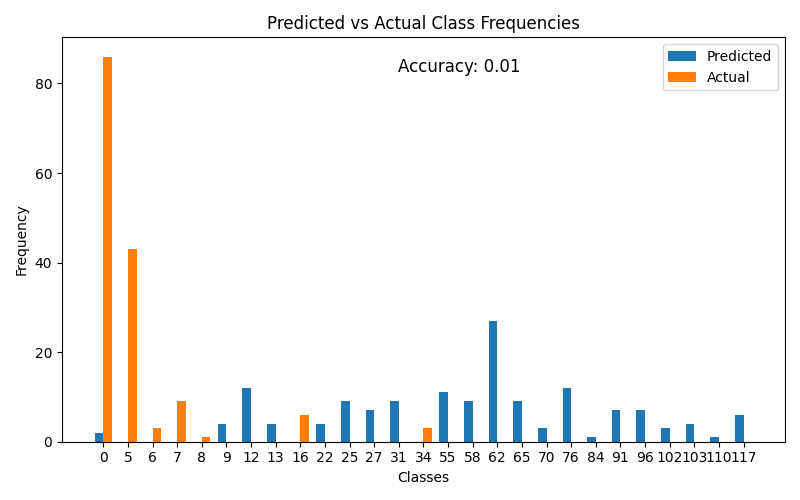 Predicted vs Actual Class Frequencies
Accuracy: 0.01
Predicted
Actual
80
60
40
20
0
Frequency
0 5 6 7 8 9 12 13 16 22 25 27 31 34 55 58 62 65 70 76 84 91 96 102 103 110 117
Classes